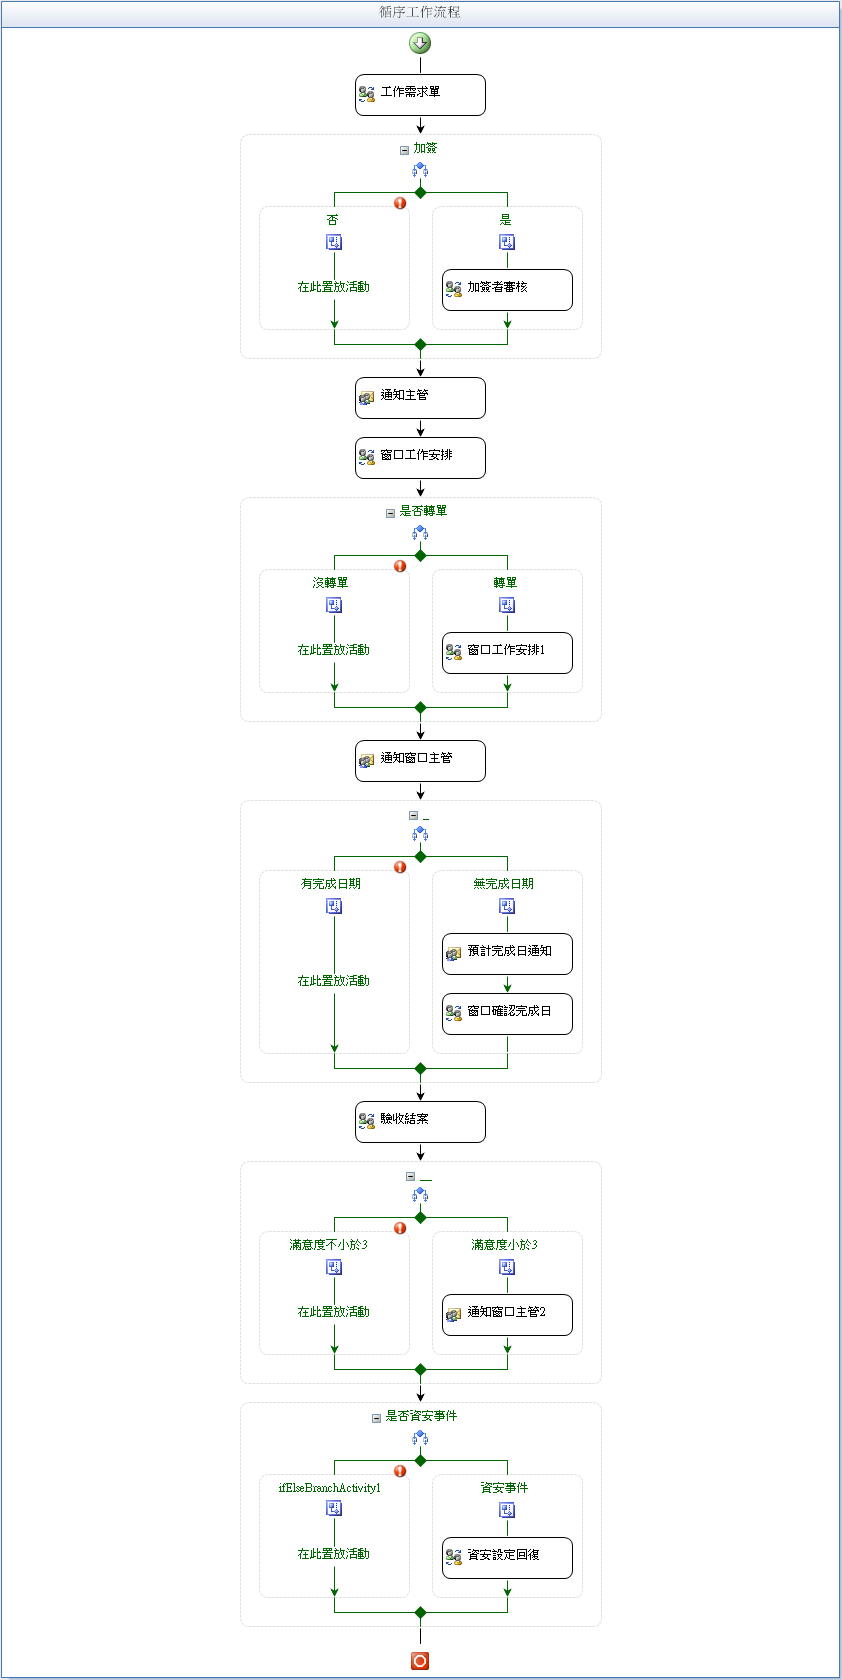 循序工作流程
工作需求單
加簽
否
是
在此置放活動
加簽者審核
通知主管
窗口工作安排
是否轉單
沒轉單
轉單
在此置放活動
窗口工作安排1
通知窗口主管
_
有完成日期
無完成日期
預計完成日通知
在此置放活動
窗口確認完成日
驗收結案
__
滿意度不小於3
滿意度小於3
在此置放活動
通知窗口主管2
是否資安事件
ifElseBranchActivity1
資安事件
在此置放活動
資安設定回復